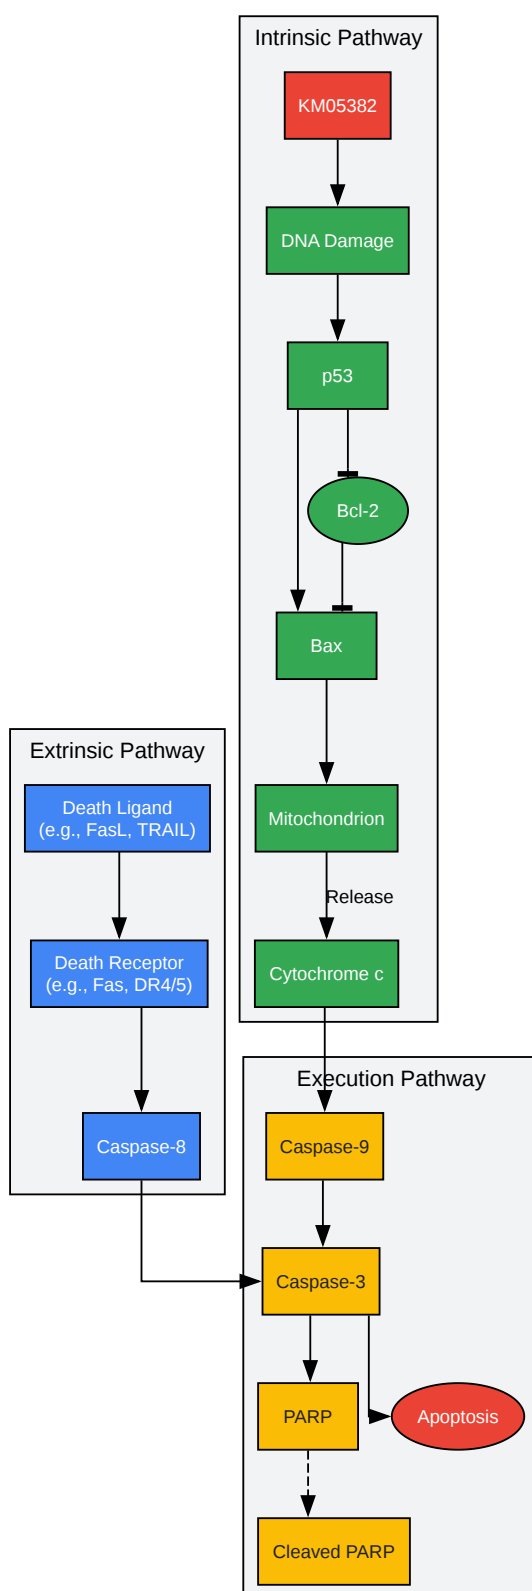 Intrinsic Pathway
KM05382
DNA Damage
p53
Bcl-2
Bax
Mitochondrion
Release
Cytochrome c
Extrinsic Pathway
Death Ligand
(e.g., FasL, TRAIL)
Death Receptor
(e.g., Fas, DR4/5)
Caspase-8
Execution Pathway
Caspase-9
Caspase-3
PARP
Apoptosis
Cleaved PARP